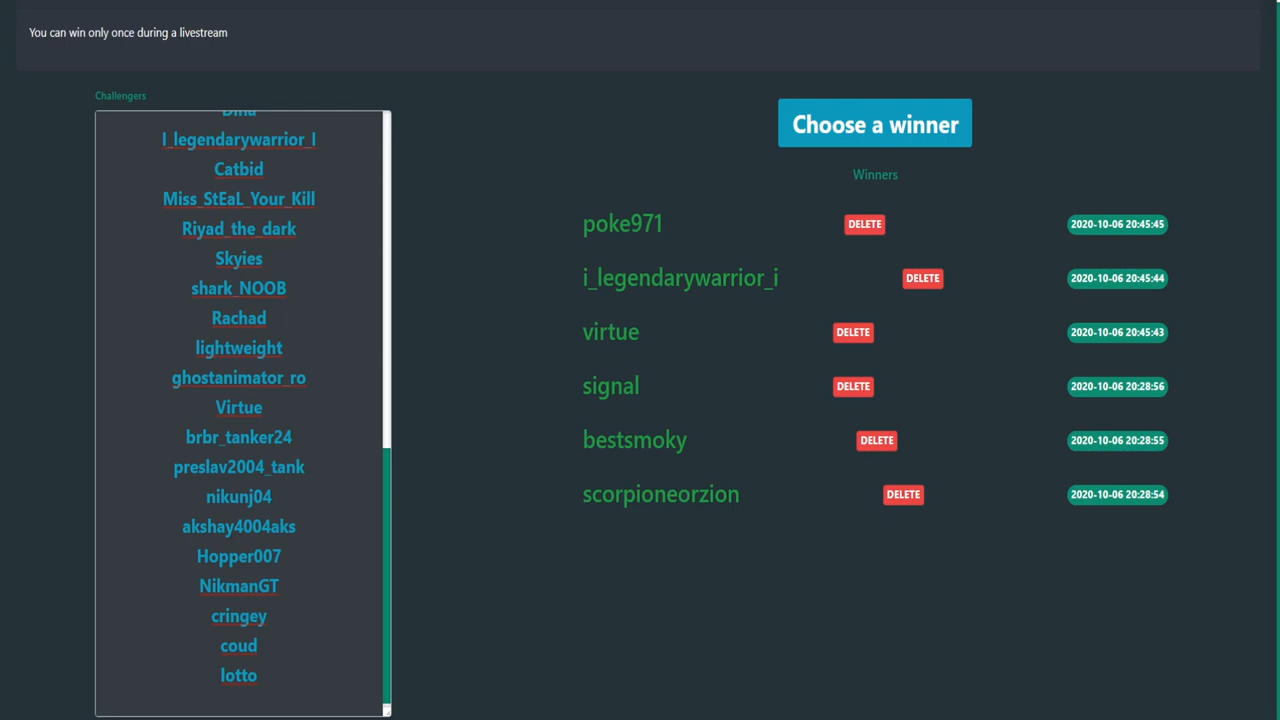 You can win only once during a livestream
Challengers
I_legendarywarrior_I
Catbid
Miss_StEaL_Your_Kill
Riyad_the_dark
Skyies
shark_NOOB
Rachad
lightweight
ghostanimator_ro
Virtue
brbr_tanker24
preslav2004_tank
nikunj04
akshay4004aks
Hopper007
NikmanGT
cringey
coud
lotto
Choose a winner
Winners
poke971 DELETE 2020-10-06 20:45:45
i_legendarywarrior_i DELETE 2020-10-06 20:45:44
virtue DELETE 2020-10-06 20:45:43
signal DELETE 2020-10-06 20:28:56
bestsmoky DELETE 2020-10-06 20:28:55
scorpioneorzion DELETE 2020-10-06 20:28:54